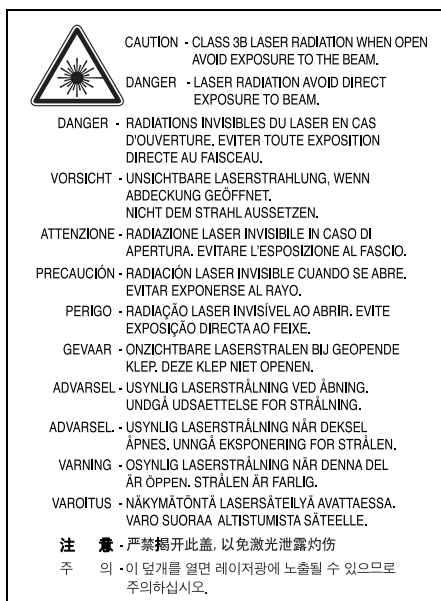 CAUTION - CLASS 3B LASER RADIATION WHEN OPEN
AVOID EXPOSURE TO THE BEAM.
DANGER - LASER RADIATION AVOID DIRECT
EXPOSURE TO BEAM.
DANGER - RADIATIONS INVISIBLES DU LASER EN CAS
D'OUVERTURE. EVITER TOUTE EXPOSITION
DIRECTE AU FAISCEAU.
VORSICHT - UNSICHTBARE LASERSTRAHLUNG, WENN
ABDECKUNG GEÖFFNET.
NICHT DEM STRAHL AUSSETZEN.
ATTENZIONE - RADIAZIONE LASER INVISIBILE IN CASO DI
APERTURA. EVITARE L'ESPOSIZIONE AL FASCIO.
PRECAUCIÓN - RADIACIÓN LASER INVISIBLE CUANDO SE ABRE.
EVITAR EXPONERSE AL RAYO.
PERIGO - RADIAÇÃO LASER INVISÍVEL AO ABRIR. EVITE
EXPOSIÇÃO DIRECTA AO FEIXE.
GEVAAR - ONZICHTBARE LASERSTRALEN BIJ GEOPENDE
KLEP. DEZE KLEP NIET OPENEN.
ADVARSEL - USYNLIG LASERSTRÅLNING VED ÅBNING.
UNDGÅ UDSAETTELSE FOR STRÅLNING.
ADVARSEL. - USYNLIG LASERSTRÅLNING NÅR DEKSEL
ÅPNES. UNNGÅ EKSPONERING FOR STRÅLEN.
VARNING - OSYNLIG LASERSTRÅLNING NÄR DENNA DEL
ÄR ÖPPEN. STRÅLEN ÄR FARLIG.
VAROITUS - NÄKYMÄTÖNTÄ LASERSÄTEILYÄ AVATTAESSA.
VARO SUORAA ALTISTUMISTA SÄTEELLE.
注 意 - 严禁揭开此盖, 以免激光泄露灼伤
주 의 - 이 덮개를 열면 레이저광에 노출될 수 있으므로
주의하십시오.